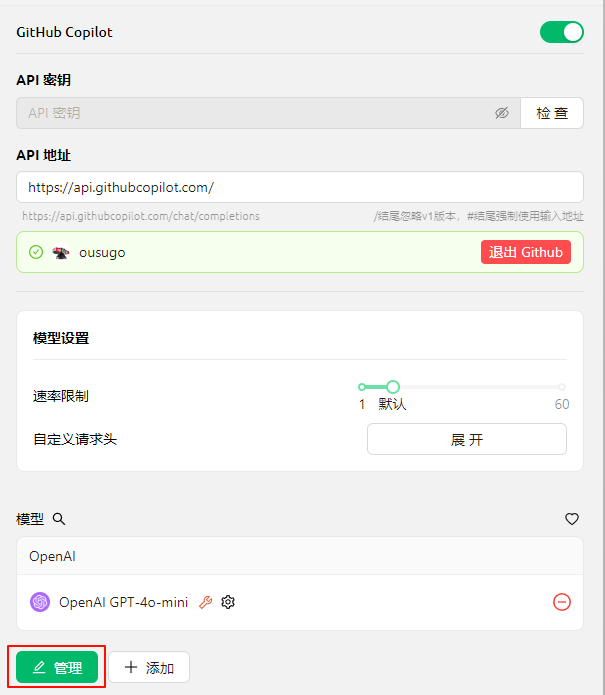 GitHub Copilot
API 密钥
API 密钥
检 查
API 地址
https://api.githubcopilot.com/
https://api.githubcopilot.com/chat/completions
/结尾忽略v1版本，#结尾强制使用输入地址
ousugo
退出 Github
模型设置
速率限制
1 默认 60
自定义请求头
展 开
模型
OpenAI
OpenAI GPT-4o-mini
管理
添加